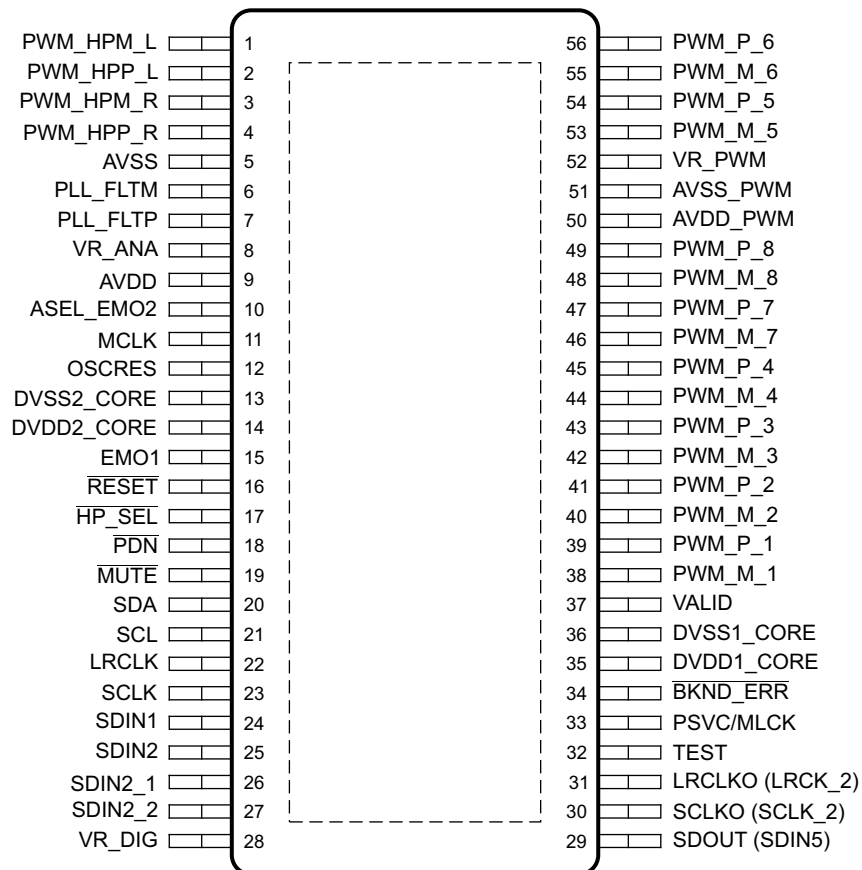 PWM_HPM_L 1 56 PWM_P_6
PWM_HPP_L 2 55 PWM_M_6
PWM_HPM_R 3 54 PWM_P_5
PWM_HPP_R 4 53 PWM_M_5
AVSS 5 52 VR_PWM
PLL_FLTM 6 51 AVSS_PWM
PLL_FLTP 7 50 AVDD_PWM
VR_ANA 8 49 PWM_P_8
AVDD 9 48 PWM_M_8
ASEL_EMO2 10 47 PWM_P_7
MCLK 11 46 PWM_M_7
OSCRES 12 45 PWM_P_4
DVSS2_CORE 13 44 PWM_M_4
DVDD2_CORE 14 43 PWM_P_3
EMO1 15 42 PWM_M_3
RESET 16 41 PWM_P_2
HP_SEL 17 40 PWM_M_2
PDN 18 39 PWM_P_1
MUTE 19 38 PWM_M_1
SDA 20 37 VALID
SCL 21 36 DVSS1_CORE
LRCLK 22 35 DVDD1_CORE
SCLK 23 34 BKND_ERR
SDIN1 24 33 PSVC/MLCK
SDIN2 25 32 TEST
SDIN2_1 26 31 LRCLKO (LRCK_2)
SDIN2_2 27 30 SCLKO (SCLK_2)
VR_DIG 28 29 SDOUT (SDIN5)